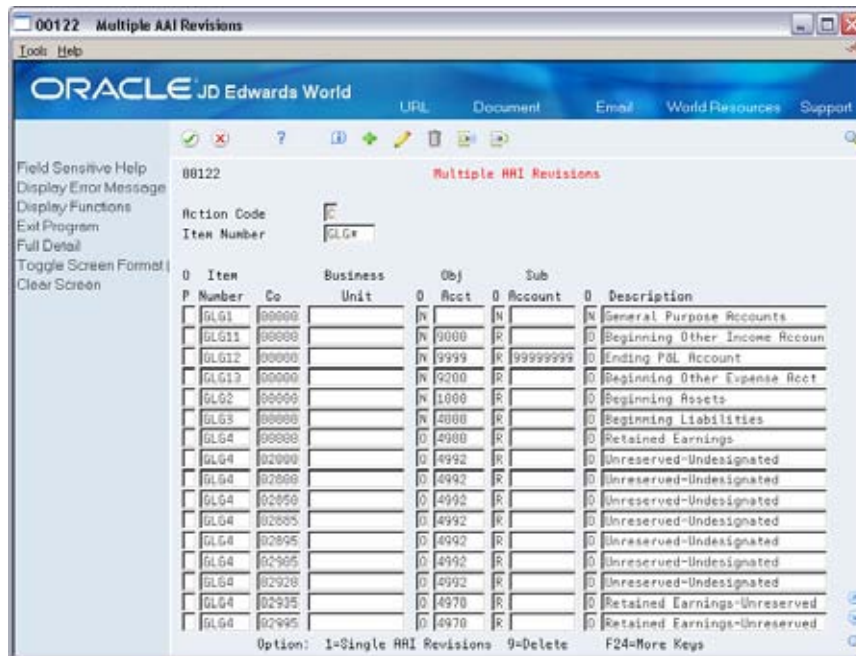 00122 Multiple AAI Revisions
Tools Help
ORACLE JD Edwards World
URL Document Email World Resources Support
Field Sensitive Help
Display Error Message
Display Functions
Exit Program
Full Detail
Toggle Screen Format
Clear Screen
00122 Multiple AAI Revisions
Action Code C
Item Number GLG*
O Item Business Obj Sub
P Number Co Unit O Acct O Account O Description
GLG1 00000 N N N General Purpose Accounts
GLG11 00000 N 9000 R O Beginning Other Income Accoun
GLG12 00000 N 9999 R 99999999 O Ending P&L Account
GLG13 00000 N 9200 R O Beginning Other Expense Acct
GLG2 00000 N 1000 R O Beginning Assets
GLG3 00000 N 4000 R O Beginning Liabilities
GLG4 00000 O 4980 R O Retained Earnings
GLG4 02000 O 4992 R O Unreserved-Undesignated
GLG4 02800 O 4992 R O Unreserved-Undesignated
GLG4 02850 O 4992 R O Unreserved-Undesignated
GLG4 02885 O 4992 R O Unreserved-Undesignated
GLG4 02895 O 4992 R O Unreserved-Undesignated
GLG4 02905 O 4992 R O Unreserved-Undesignated
GLG4 02920 O 4992 R O Unreserved-Undesignated
GLG4 02935 O 4970 R O Retained Earnings-Unreserved
GLG4 02995 O 4970 R O Retained Earnings-Unreserved
Option: 1=Single AAI Revisions 9=Delete F24=More Keys